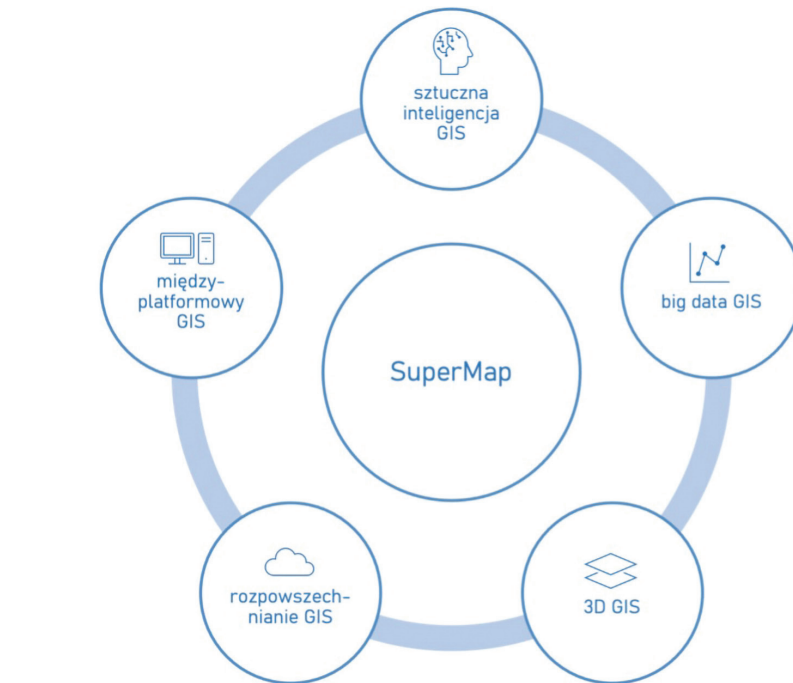 sztuczna
inteligencja
GIS
między-
platformowy
GIS
big data GIS
SuperMap
rozpowszech-
nianie GIS
3D GIS